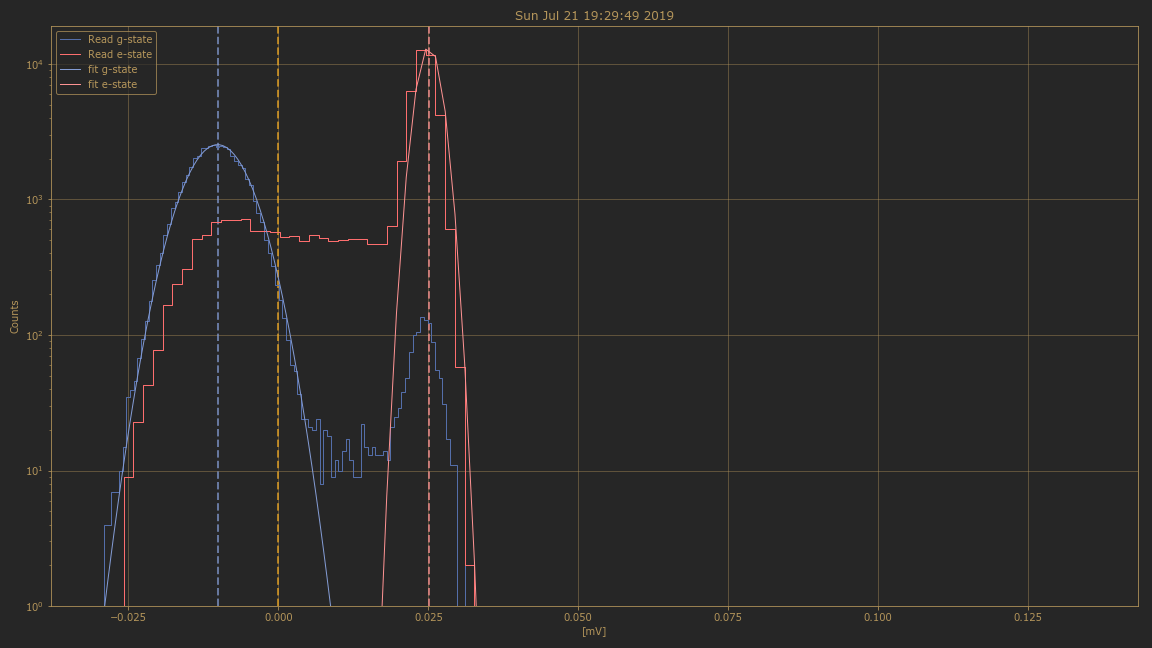 Sun Jul 21 19:29:49 2019
Read g-state
Read e-state
fit g-state
fit e-state
10⁴
10³
10²
10¹
10⁰
Counts
−0.025 0.000 0.025 0.050 0.075 0.100 0.125
[mV]